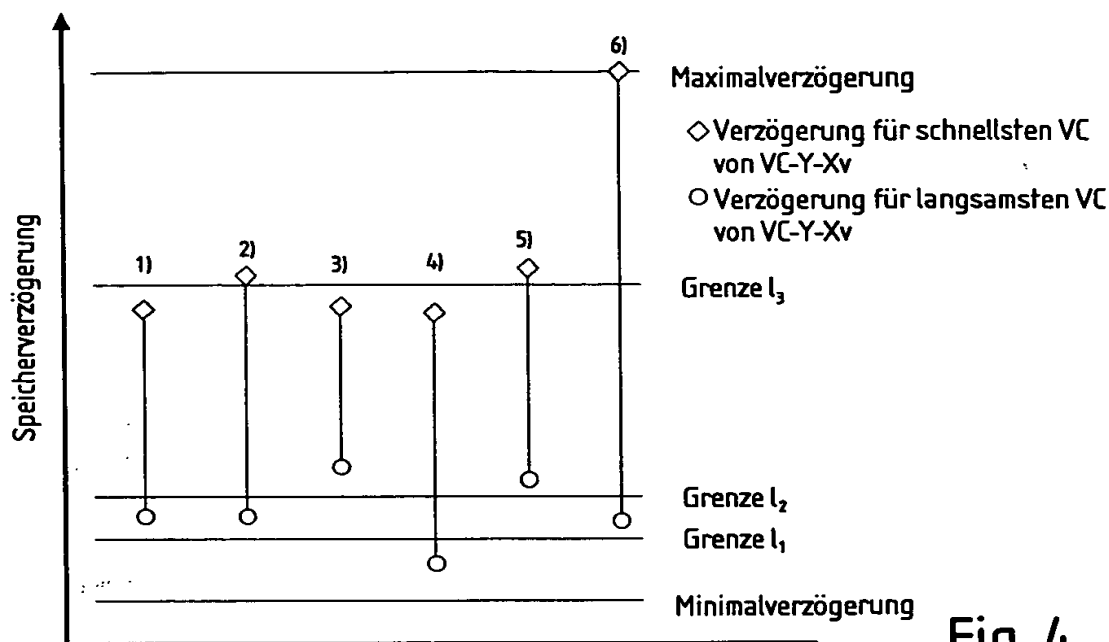 6)
Maximalverzögerung
◇ Verzögerung für schnellsten VC
von VC-Y-Xv
○ Verzögerung für langsamsten VC
von VC-Y-Xv
Speicherverzögerung
1)
2)
3)
4)
5)
Grenze l₃
Grenze l₂
Grenze l₁
Minimalverzögerung
Fig. 4